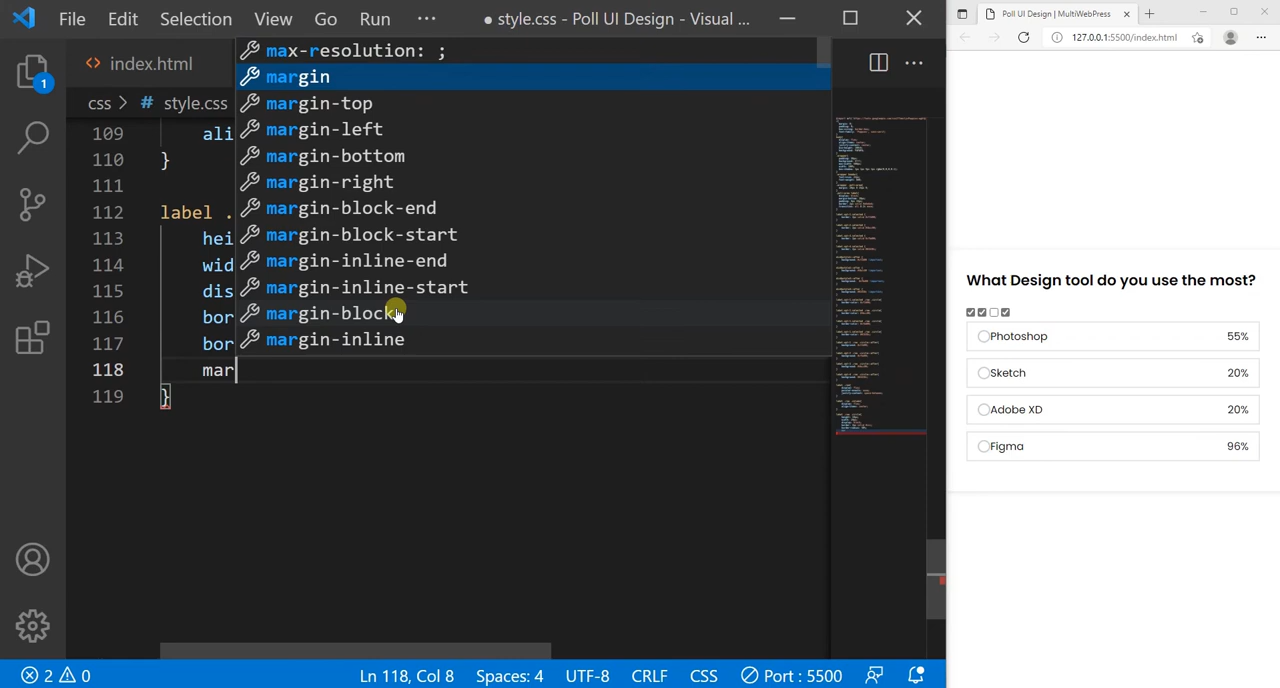 File Edit Selection View Go Run ··· ● style.css - Poll UI Design - Visual ...
<> index.html
css > # style.css
1
max-resolution: ;
margin
margin-top
margin-left
margin-bottom
margin-right
margin-block-end
margin-block-start
margin-inline-end
margin-inline-start
margin-block
margin-inline
109 ali
110 }
111
112 label .
113 hei
114 wid
115 dis
116 bor
117 bor
118 mar
119 }
2 0 Ln 118, Col 8 Spaces: 4 UTF-8 CRLF CSS Port : 5500
Poll UI Design | MultiWebPress
127.0.0.1:5500/index.html
What Design tool do you use the most?
Photoshop 55%
Sketch 20%
Adobe XD 20%
Figma 96%